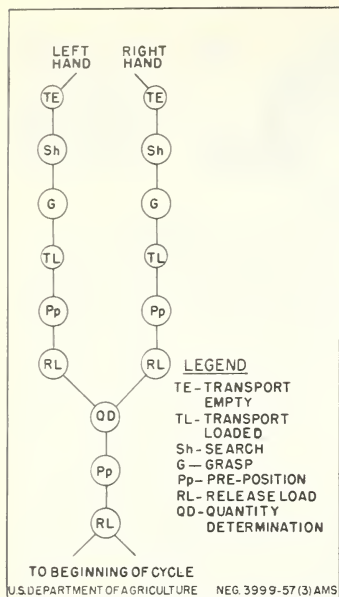 LEFT HAND
RIGHT HAND
TE TE
Sh Sh
G G
TL TL
Pp Pp
RL RL
QD
Pp
RL
LEGEND
TE-TRANSPORT
EMPTY
TL-TRANSPORT
LOADED
Sh-SEARCH
G-GRASP
Pp-PRE-POSITION
RL-RELEASE LOAD
QD-QUANTITY
DETERMINATION
TO BEGINNING OF CYCLE
U.S. DEPARTMENT OF AGRICULTURE NEG. 3999-57(3) AMS